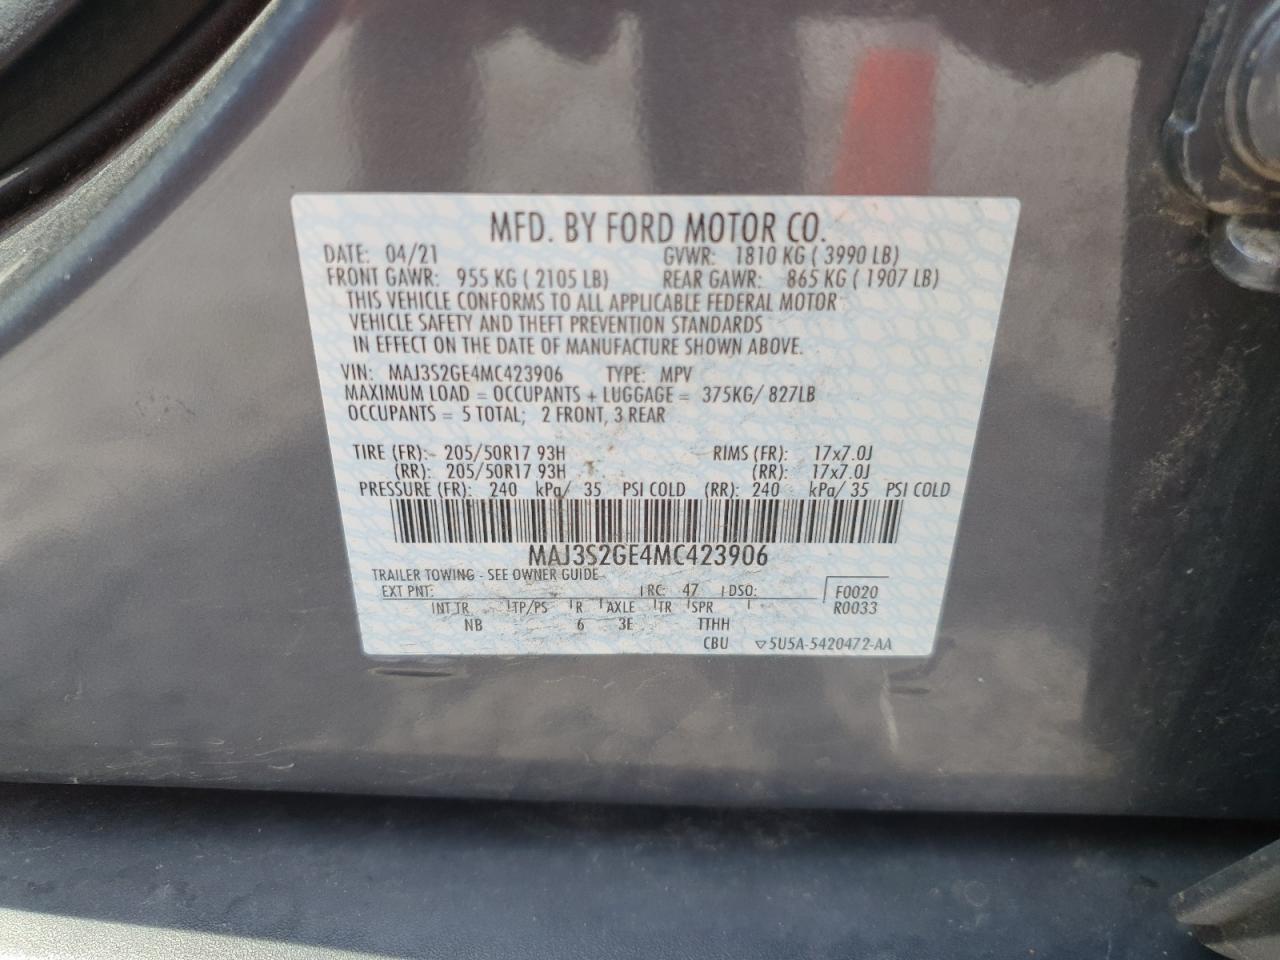 MFD. BY FORD MOTOR CO.
DATE: 04/21 GVWR: 1810 KG ( 3990 LB)
FRONT GAWR: 955 KG ( 2105 LB) REAR GAWR: 865 KG ( 1907 LB)
THIS VEHICLE CONFORMS TO ALL APPLICABLE FEDERAL MOTOR
VEHICLE SAFETY AND THEFT PREVENTION STANDARDS
IN EFFECT ON THE DATE OF MANUFACTURE SHOWN ABOVE.
VIN: MAJ3S2GE4MC423906 TYPE: MPV
MAXIMUM LOAD = OCCUPANTS + LUGGAGE = 375KG/ 827LB
OCCUPANTS = 5 TOTAL; 2 FRONT, 3 REAR
TIRE (FR): 205/50R17 93H RIMS (FR): 17x7.0J
(RR): 205/50R17 93H (RR): 17x7.0J
PRESSURE (FR): 240 kPa/ 35 PSI COLD (RR): 240 kPa/ 35 PSI COLD
MAJ3S2GE4MC423906
TRAILER TOWING - SEE OWNER GUIDE
EXT PNT: RC: 47 DSO: F0020
INT TR TP/PS R AXLE TR SPR R0033
NB 6 3E TTHH
CBU ▽5U5A-5420472-AA